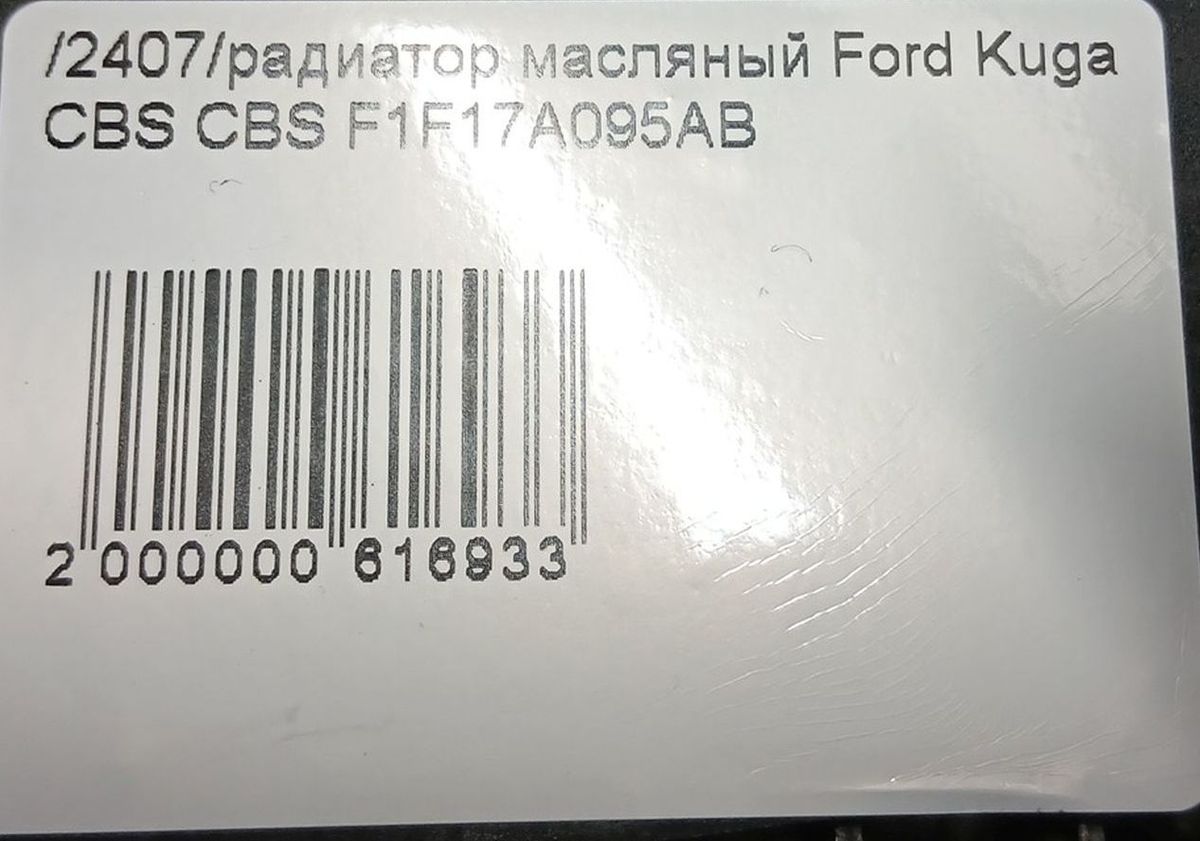 /2407/радиатор масляный Ford Kuga
CBS CBS F1F17A095AB
2 000000 616933